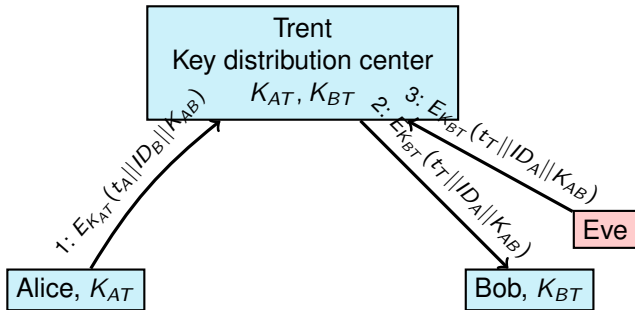 Trent
Key distribution center
K_{AT}, K_{BT}
1: E_{K_{AT}}(t_A||ID_B||K_{AB})
2: E_{K_{BT}}(t_T||ID_A||K_{AB})
3: E_{K_{BT}}(t_T||ID_A||K_{AB})
Eve
Alice, K_{AT}
Bob, K_{BT}